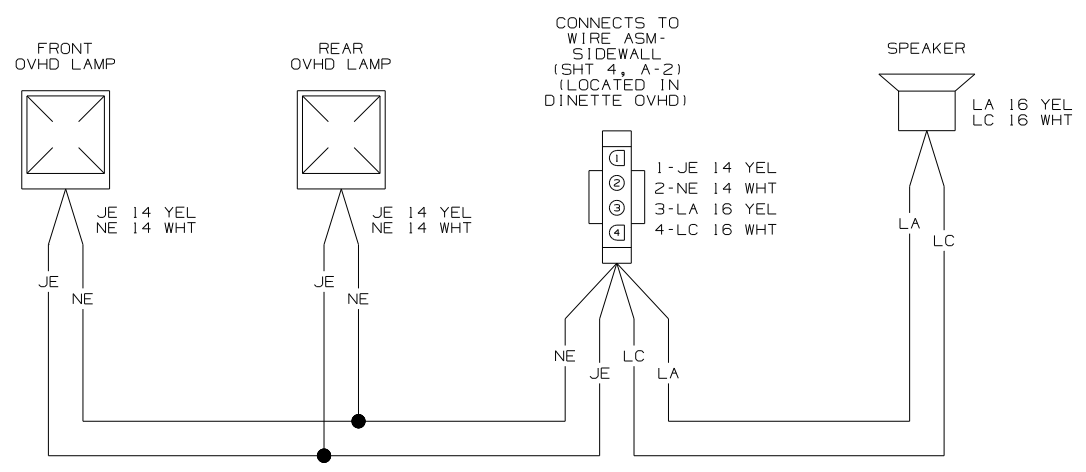 FRONT
OVHD LAMP
REAR
OVHD LAMP
CONNECTS TO
WIRE ASM-
SIDEWALL
(SHT 4, A-2)
(LOCATED IN
DINETTE OVHD)
SPEAKER
LA 16 YEL
LC 16 WHT
1
2
3
4
1-JE 14 YEL
2-NE 14 WHT
3-LA 16 YEL
4-LC 16 WHT
JE 14 YEL
NE 14 WHT
JE 14 YEL
NE 14 WHT
LA
LC
JE
NE
JE
NE
NE
JE
LC
LA